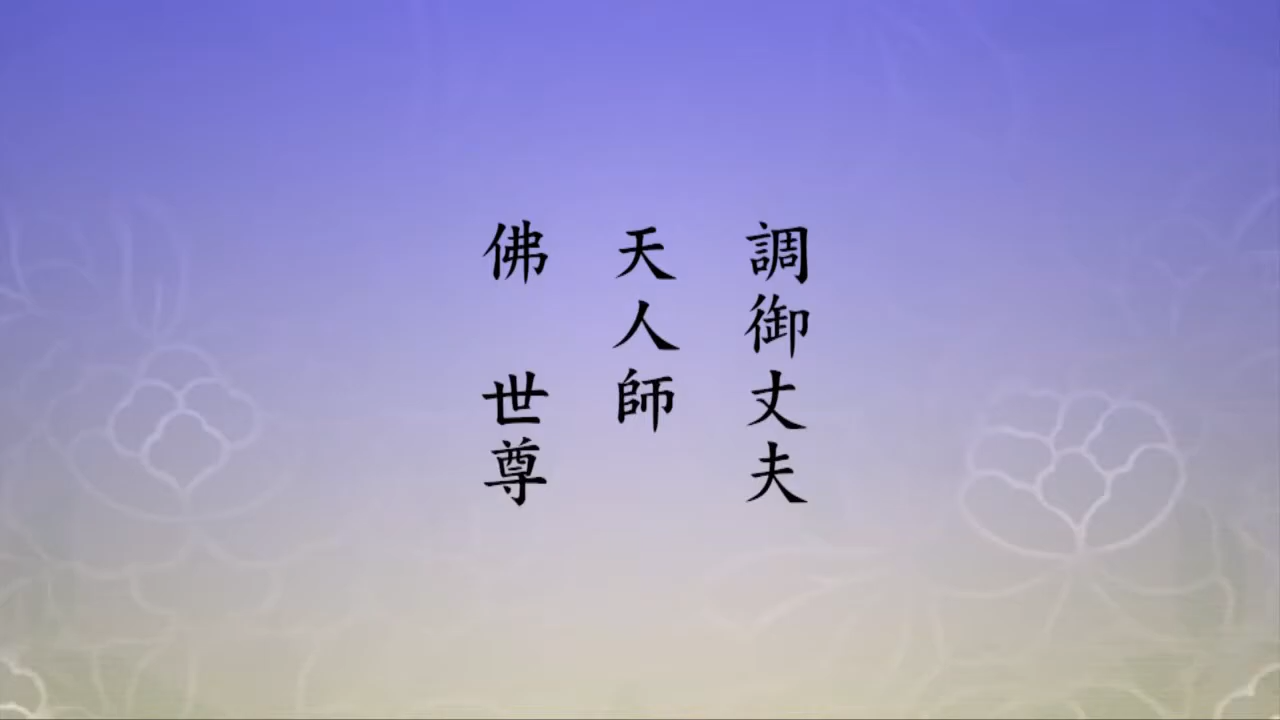 調御丈夫
天人師
佛　世尊